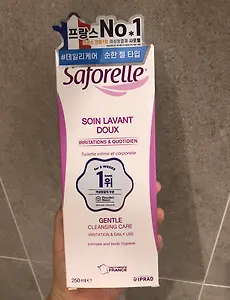 프랑스 No*1
#데일리케어 순한 젤 타입
Saforelle
SOIN LAVANT
DOUX
IRRITATIONS & QUOTIDIEN
Toilette intime et corporelle
1위
GENTLE
CLEANSING CARE
IRRITATION & DAILY USE
Intimate and body hygiene
250 ml e
FRANCE
IPRAD